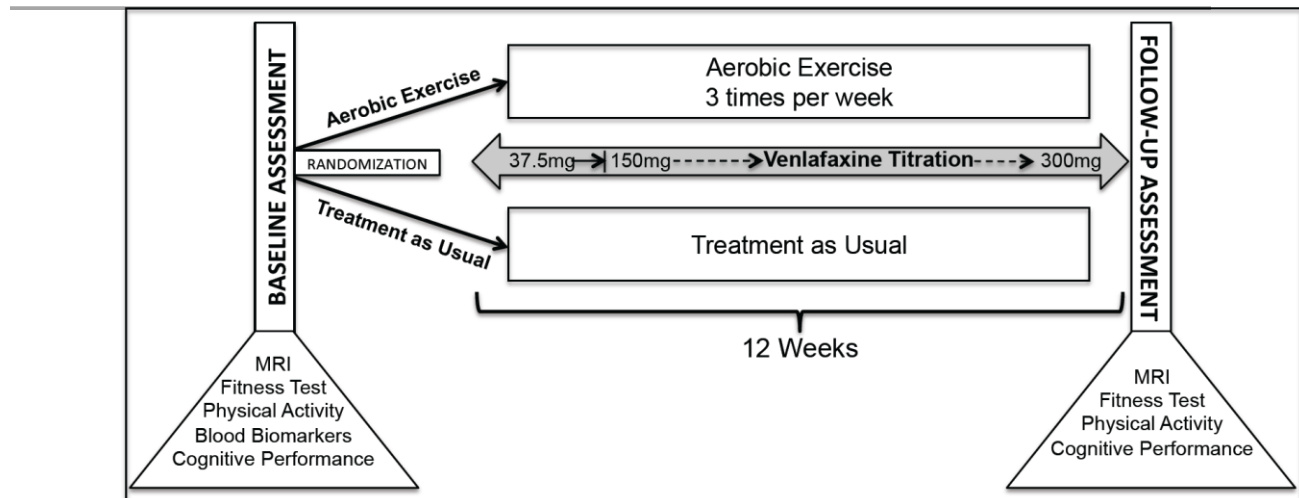 BASELINE ASSESSMENT
Aerobic Exercise
RANDOMIZATION
Treatment as Usual
Aerobic Exercise
3 times per week
37.5mg 150mg Venlafaxine Titration 300mg
Treatment as Usual
12 Weeks
FOLLOW-UP ASSESSMENT
MRI
Fitness Test
Physical Activity
Blood Biomarkers
Cognitive Performance
MRI
Fitness Test
Physical Activity
Cognitive Performance